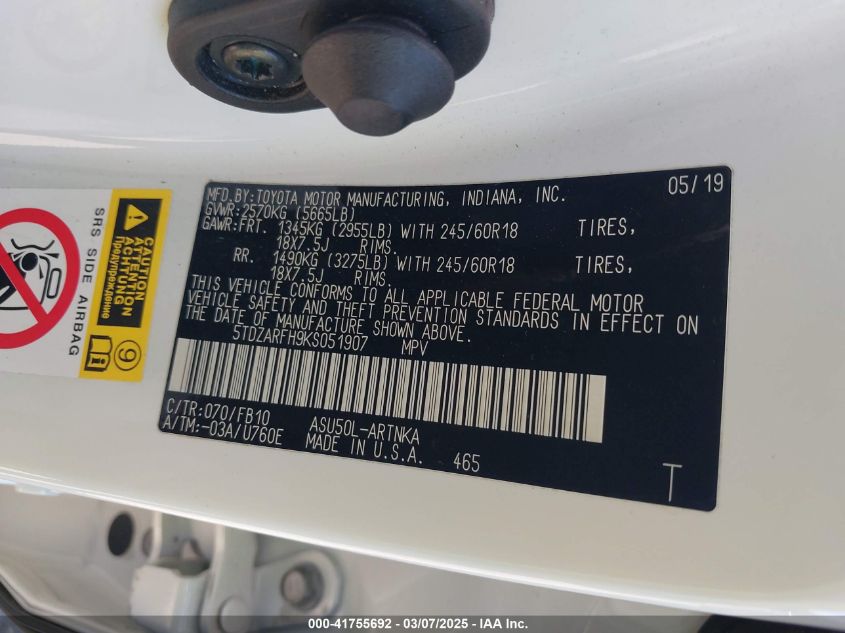 MFD.BY:TOYOTA MOTOR MANUFACTURING, INDIANA, INC. 05/19
GVWR:2570KG (5665LB)
GAWR:FRT. 1345KG (2955LB) WITH 245/60R18 TIRES,
18X7.5J RIMS.
RR. 1490KG (3275LB) WITH 245/60R18 TIRES,
18X7.5J RIMS.
THIS VEHICLE CONFORMS TO ALL APPLICABLE FEDERAL MOTOR
VEHICLE SAFETY AND THEFT PREVENTION STANDARDS IN EFFECT ON
THE DATE OF MANUFACTURE SHOWN ABOVE.
5TDZARFH9KS051907 MPV
C/TR:070/FB10
A/TM:-03A/U760E
ASU50L-ARTNKA
MADE IN U.S.A. 465
T
SRS SIDE AIRBAG
CAUTION
ACHTUNG
ATTENTION
Предупреждение
9
000-41755692 / 03/07/2025 - IAA Inc.